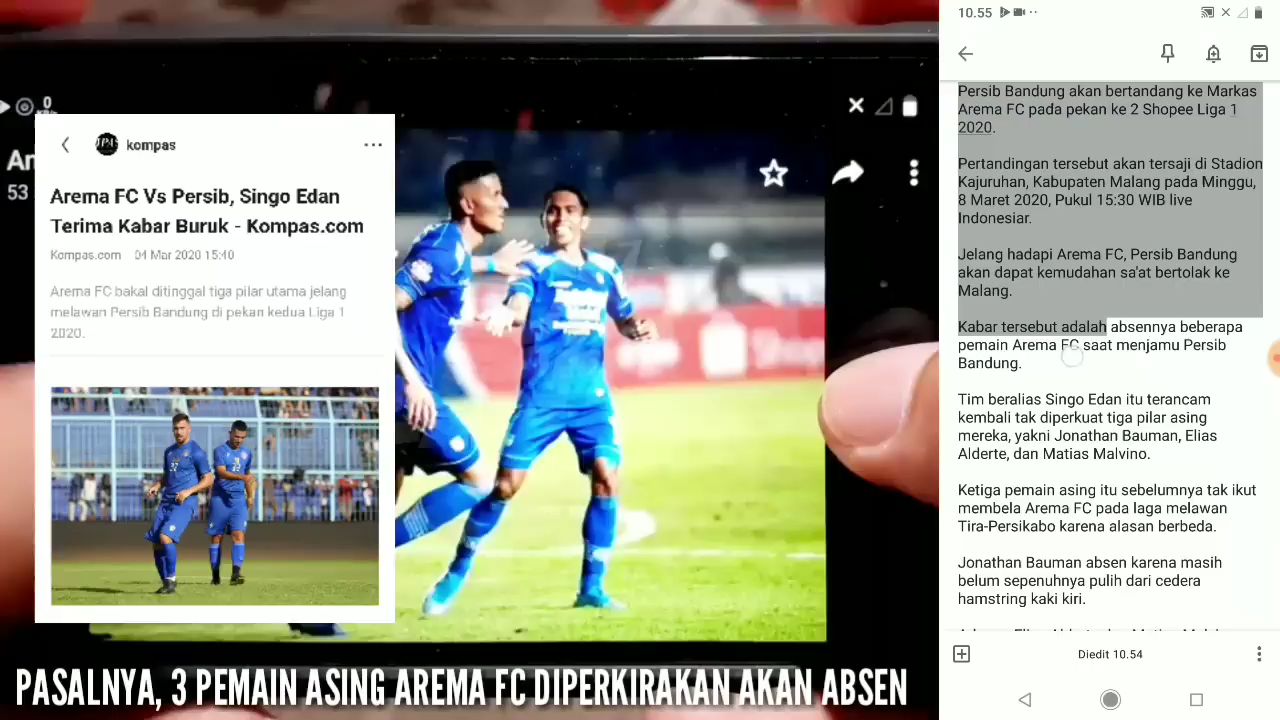 0
Ar
53
kompas
Arema FC Vs Persib, Singo Edan
Terima Kabar Buruk - Kompas.com
Kompas.com 04 Mar 2020 15:40
Arema FC bakal ditinggal tiga pilar utama jelang
melawan Persib Bandung di pekan kedua Liga 1
2020.
PASALNYA, 3 PEMAIN ASING AREMA FC DIPERKIRAKAN AKAN ABSEN
10.55
Persib Bandung akan bertandang ke Markas
Arema FC pada pekan ke 2 Shopee Liga 1
2020.
Pertandingan tersebut akan tersaji di Stadion
Kajuruhan, Kabupaten Malang pada Minggu,
8 Maret 2020, Pukul 15:30 WIB live
Indonesiar.
Jelang hadapi Arema FC, Persib Bandung
akan dapat kemudahan sa'at bertolak ke
Malang.
Kabar tersebut adalah absennya beberapa
pemain Arema FC saat menjamu Persib
Bandung.
Tim beralias Singo Edan itu terancam
kembali tak diperkuat tiga pilar asing
mereka, yakni Jonathan Bauman, Elias
Alderte, dan Matias Malvino.
Ketiga pemain asing itu sebelumnya tak ikut
membela Arema FC pada laga melawan
Tira-Persikabo karena alasan berbeda.
Jonathan Bauman absen karena masih
belum sepenuhnya pulih dari cedera
hamstring kaki kiri.
Diedit 10.54